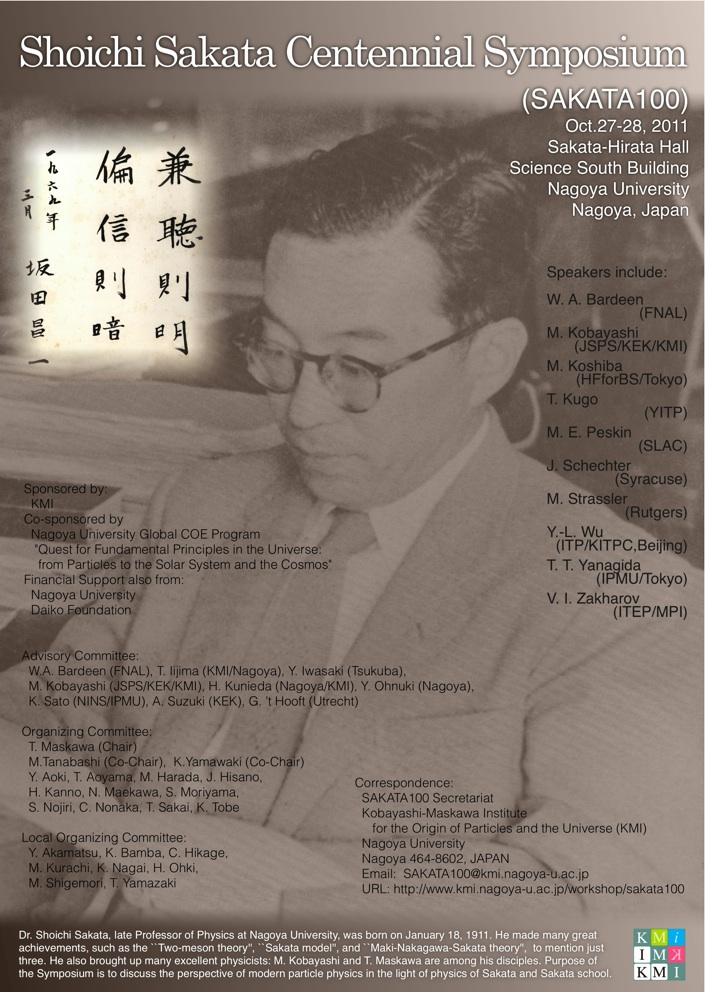 Shoichi Sakata Centennial Symposium
(SAKATA100)
Oct.27-28, 2011
Sakata-Hirata Hall
Science South Building
Nagoya University
Nagoya, Japan
兼聴則明
偏信則暗
一九六九年
三月
坂田昌一
Speakers include:
W. A. Bardeen
(FNAL)
M. Kobayashi
(JSPS/KEK/KMI)
M. Koshiba
(HFforBS/Tokyo)
T. Kugo
(YITP)
M. E. Peskin
(SLAC)
J. Schechter
(Syracuse)
M. Strassler
(Rutgers)
Y.-L. Wu
(ITP/KITPC,Beijing)
T. T. Yanagida
(IPMU/Tokyo)
V. I. Zakharov
(ITEP/MPI)
Sponsored by:
KMI
Co-sponsored by
Nagoya University Global COE Program
"Quest for Fundamental Principles in the Universe:
from Particles to the Solar System and the Cosmos"
Financial Support also from:
Nagoya University
Daiko Foundation
Advisory Committee:
W.A. Bardeen (FNAL), T. Iijima (KMI/Nagoya), Y. Iwasaki (Tsukuba),
M. Kobayashi (JSPS/KEK/KMI), H. Kunieda (Nagoya/KMI), Y. Ohnuki (Nagoya),
K. Sato (NINS/IPMU), A. Suzuki (KEK), G. 't Hooft (Utrecht)
Organizing Committee:
T. Maskawa (Chair)
M.Tanabashi (Co-Chair), K.Yamawaki (Co-Chair)
Y. Aoki, T. Aoyama, M. Harada, J. Hisano,
H. Kanno, N. Maekawa, S. Moriyama,
S. Nojiri, C. Nonaka, T. Sakai, K. Tobe
Local Organizing Committee:
Y. Akamatsu, K. Bamba, C. Hikage,
M. Kurachi, K. Nagai, H. Ohki,
M. Shigemori, T. Yamazaki
Correspondence:
SAKATA100 Secretariat
Kobayashi-Maskawa Institute
for the Origin of Particles and the Universe (KMI)
Nagoya University
Nagoya 464-8602, JAPAN
Email: SAKATA100@kmi.nagoya-u.ac.jp
URL: http://www.kmi.nagoya-u.ac.jp/workshop/sakata100
Dr. Shoichi Sakata, late Professor of Physics at Nagoya University, was born on January 18, 1911. He made many great
achievements, such as the ``Two-meson theory'', ``Sakata model'', and ``Maki-Nakagawa-Sakata theory'', to mention just
three. He also brought up many excellent physicists: M. Kobayashi and T. Maskawa are among his disciples. Purpose of
the Symposium is to discuss the perspective of modern particle physics in the light of physics of Sakata and Sakata school.
K M i
I M K
K M I